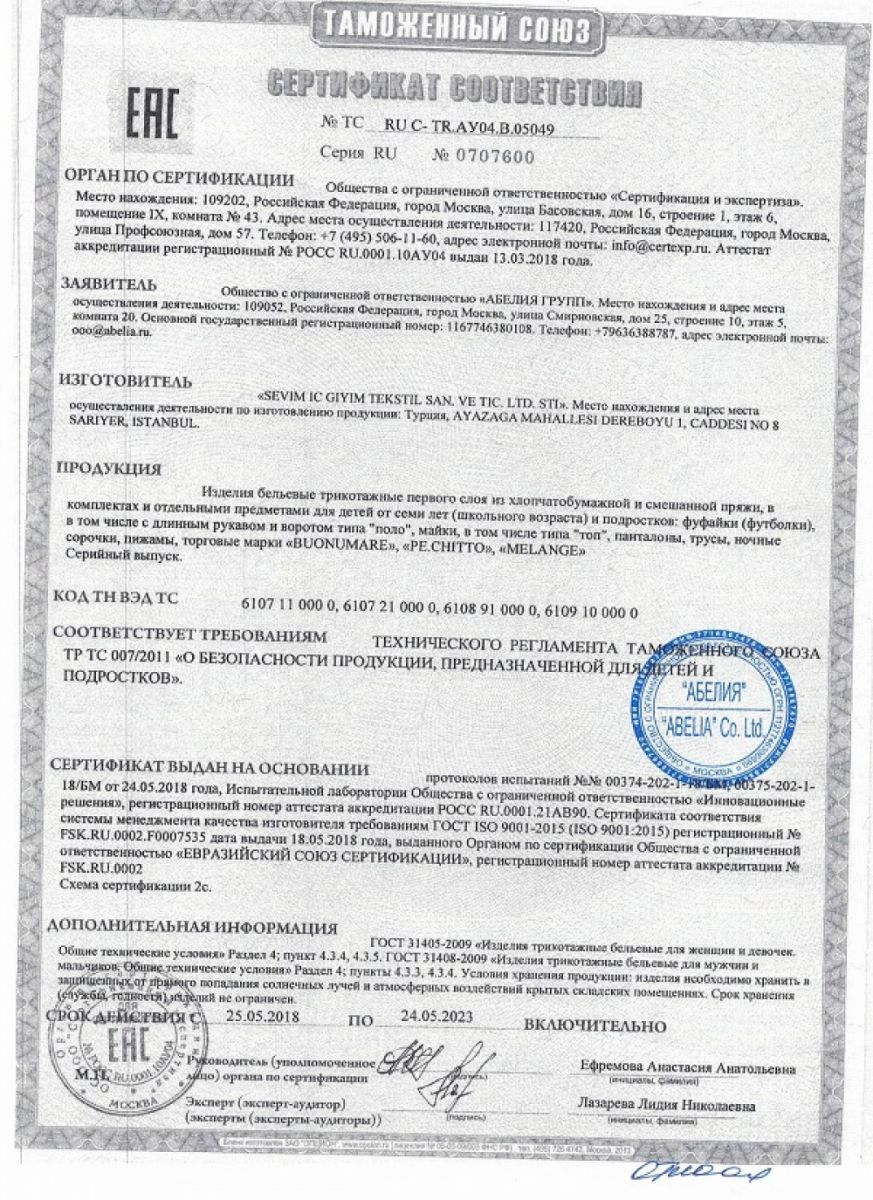 ТАМОЖЕННЫЙ СОЮЗ
СЕРТИФИКАТ СООТВЕТСТВИЯ
ЕАС
№ ТС RU C- TR.АУ04.В.05049
Серия RU № 0707600
ОРГАН ПО СЕРТИФИКАЦИИ Общества с ограниченной ответственностью «Сертификация и экспертиза».
Место нахождения: 109202, Российская Федерация, город Москва, улица Басовская, дом 16, строение 1, этаж 6,
помещение IX, комната № 43. Адрес места осуществления деятельности: 117420, Российская Федерация, город Москва,
улица Профсоюзная, дом 57. Телефон: +7 (495) 506-11-60, адрес электронной почты: info@certexp.ru. Аттестат
аккредитации регистрационный № РОСС RU.0001.10АУ04 выдан 13.03.2018 года.
ЗАЯВИТЕЛЬ Общество с ограниченной ответственностью «АБЕЛИЯ ГРУПП». Место нахождения и адрес места
осуществления деятельности: 109052, Российская Федерация, город Москва, улица Смирновская, дом 25, строение 10, этаж 5,
комната 20. Основной государственный регистрационный номер: 1167746380108. Телефон: +79636388787, адрес электронной почты:
ooo@abelia.ru.
ИЗГОТОВИТЕЛЬ «SEVIM IC GIYIM TEKSTIL SAN. VE TIC. LTD. STI». Место нахождения и адрес места
осуществления деятельности по изготовлению продукции: Турция, AYAZAGA MAHALLESI DEREBOYU 1, CADDESI NO 8
SARIYER, ISTANBUL.
ПРОДУКЦИЯ
Изделия бельевые трикотажные первого слоя из хлопчатобумажной и смешанной пряжи, в
комплектах и отдельными предметами для детей от семи лет (школьного возраста) и подростков: фуфайки (футболки),
в том числе с длинным рукавом и воротом типа "поло", майки, в том числе типа "топ", панталоны, трусы, ночные
сорочки, пижамы, торговые марки «BUONUMARE», «PE.CHITTO», «MELANGE»
Серийный выпуск.
КОД ТН ВЭД ТС 6107 11 000 0, 6107 21 000 0, 6108 91 000 0, 6109 10 000 0
СООТВЕТСТВУЕТ ТРЕБОВАНИЯМ ТЕХНИЧЕСКОГО РЕГЛАМЕНТА ТАМОЖЕННОГО СОЮЗА
ТР ТС 007/2011 «О БЕЗОПАСНОСТИ ПРОДУКЦИИ, ПРЕДНАЗНАЧЕННОЙ ДЛЯ ДЕТЕЙ И
ПОДРОСТКОВ».
"АБЕЛИЯ"
"ABELIA" Co. Ltd.
МОСКВА
СЕРТИФИКАТ ВЫДАН НА ОСНОВАНИИ протоколов испытаний №№ 00374-202-1-18/БМ, 00375-202-1-
18/БМ от 24.05.2018 года, Испытательной лаборатории Общества с ограниченной ответственностью «Инновационные
решения», регистрационный номер аттестата аккредитации РОСС RU.0001.21АВ90. Сертификата соответствия
системы менеджмента качества изготовителя требованиям ГОСТ ISO 9001-2015 (ISO 9001:2015) регистрационный №
FSK.RU.0002.F0007535 дата выдачи 18.05.2018 года, выданного Органом по сертификации Общества с ограниченной
ответственностью «ЕВРАЗИЙСКИЙ СОЮЗ СЕРТИФИКАЦИИ», регистрационный номер аттестата аккредитации №
FSK.RU.0002
Схема сертификации 2с.
ДОПОЛНИТЕЛЬНАЯ ИНФОРМАЦИЯ
ГОСТ 31405-2009 «Изделия трикотажные бельевые для женщин и девочек.
Общие технические условия» Раздел 4; пункт 4.3.4, 4.3.5. ГОСТ 31408-2009 «Изделия трикотажные бельевые для мужчин и
мальчиков. Общие технические условия» Раздел 4; пункты 4.3.3, 4.3.4. Условия хранения продукции: изделия необходимо хранить в
защищенных от прямого попадания солнечных лучей и атмосферных воздействий крытых складских помещениях. Срок хранения
(службы, годности) изделий не ограничен.
СРОК ДЕЙСТВИЯ С 25.05.2018 ПО 24.05.2023 ВКЛЮЧИТЕЛЬНО
ЕАС
МОСКВА
М.П.
Руководитель (уполномоченное
лицо) органа по сертификации
(подпись)
Ефремова Анастасия Анатольевна
(инициалы, фамилия)
Эксперт (эксперт-аудитор)
(эксперты (эксперты-аудиторы))
(подпись)
Лазарева Лидия Николаевна
(инициалы, фамилия)